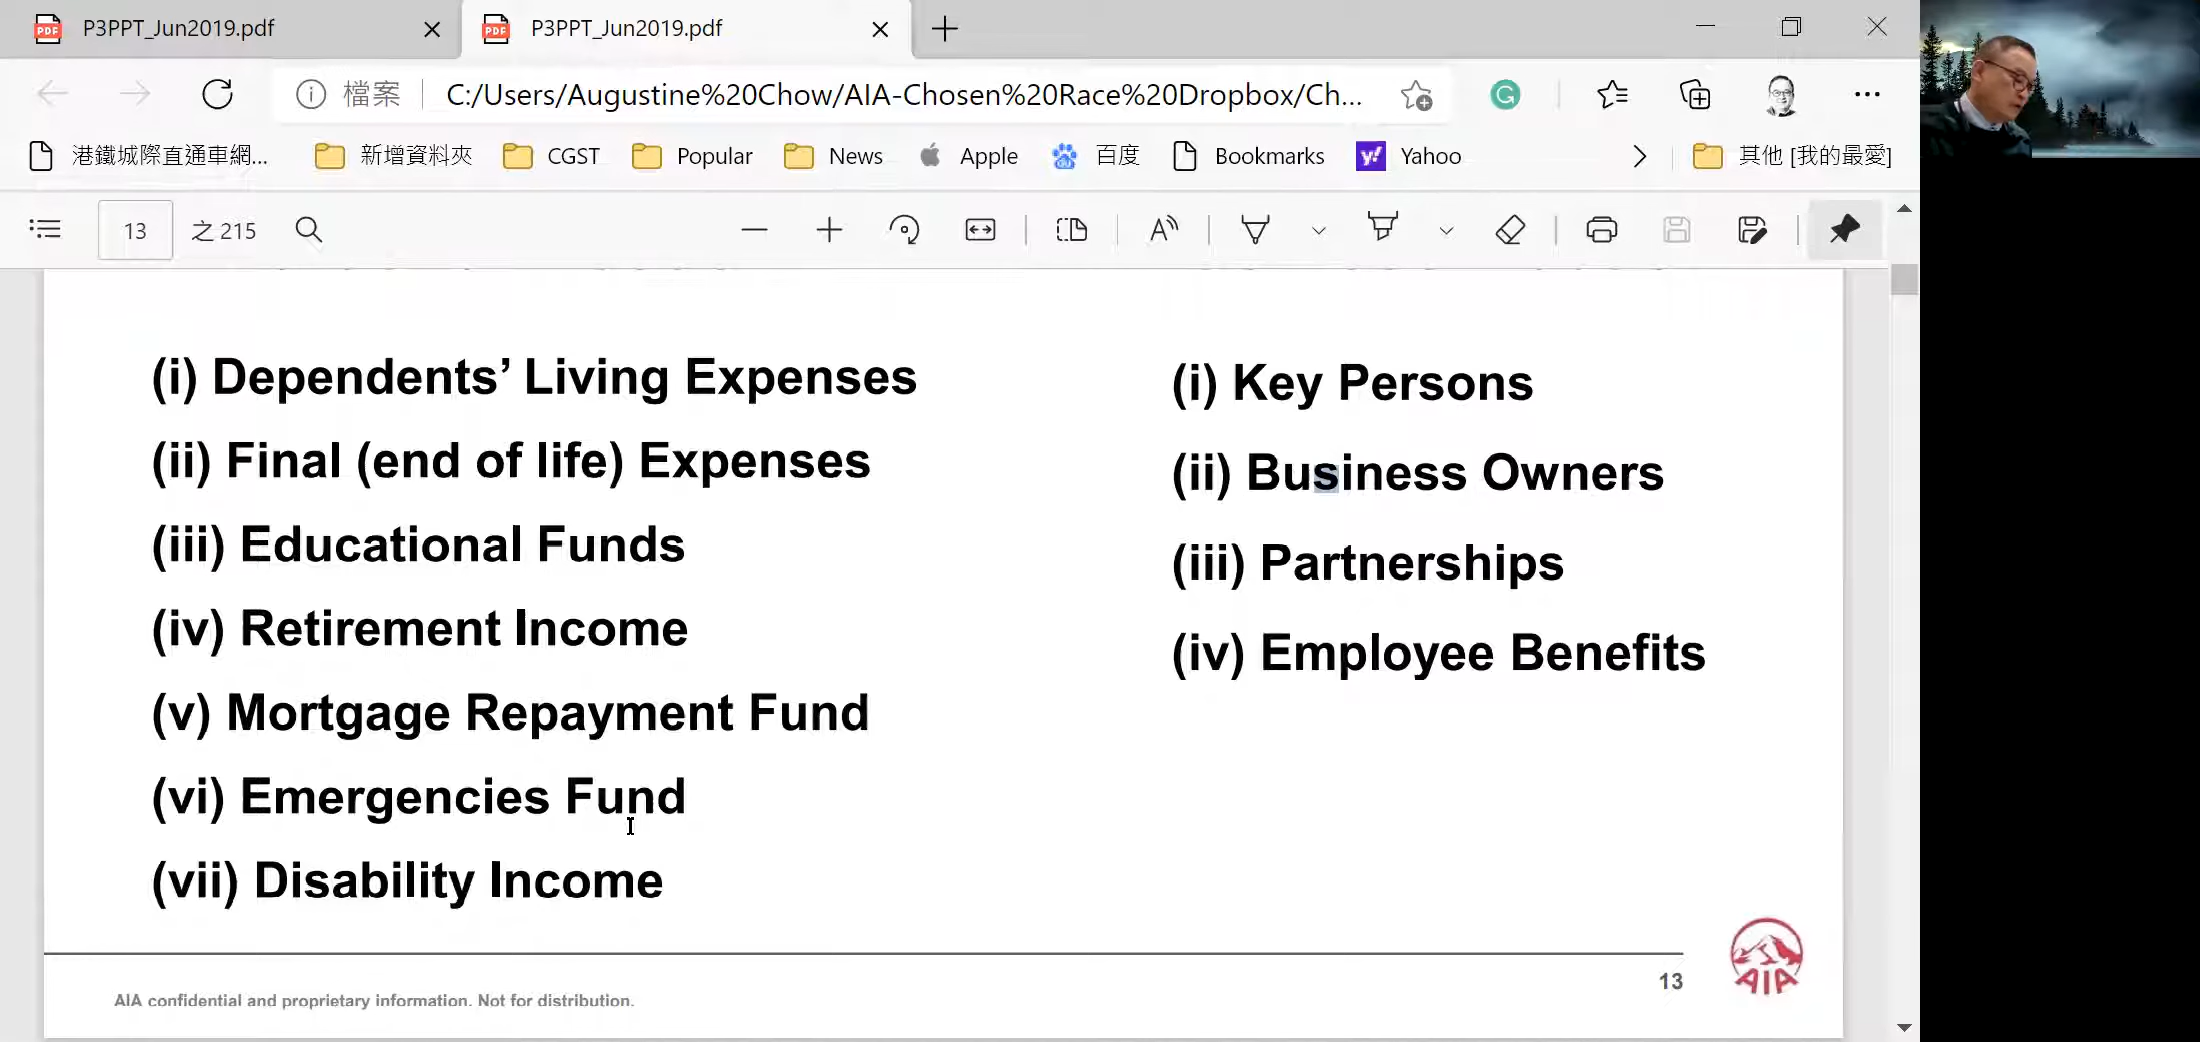 P3PPT_Jun2019.pdf
P3PPT_Jun2019.pdf
檔案
C:/Users/Augustine%20Chow/AIA-Chosen%20Race%20Dropbox/Ch...
港鐵城際直通車網...
新增資料夾
CGST
Popular
News
Apple
百度
Bookmarks
Yahoo
其他 [我的最愛]
13 之 215
(i) Dependents’ Living Expenses
(ii) Final (end of life) Expenses
(iii) Educational Funds
(iv) Retirement Income
(v) Mortgage Repayment Fund
(vi) Emergencies Fund
(vii) Disability Income
(i) Key Persons
(ii) Business Owners
(iii) Partnerships
(iv) Employee Benefits
13
AIA
AIA confidential and proprietary information. Not for distribution.